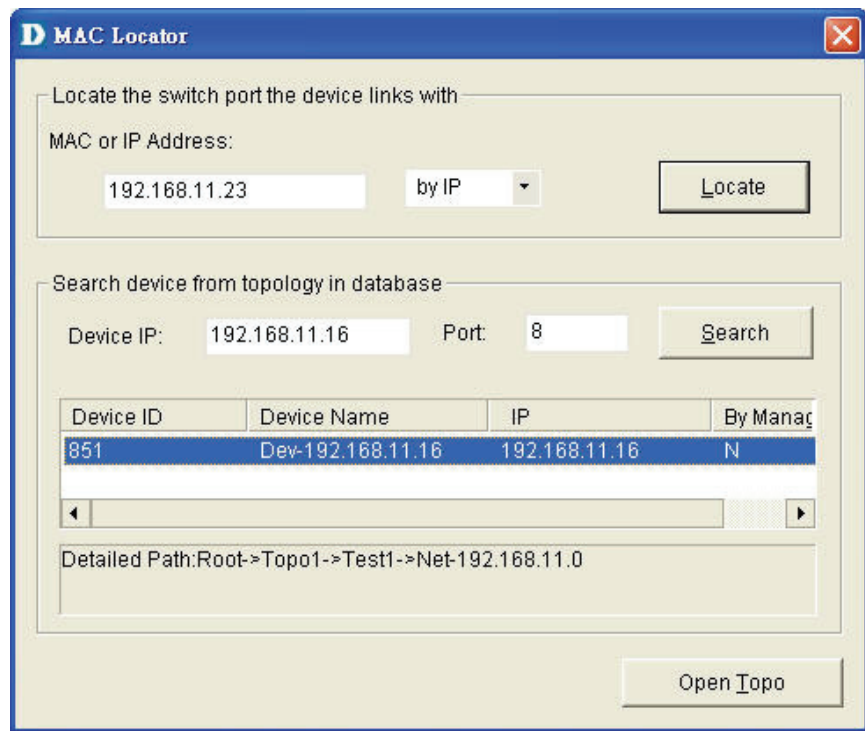 D MAC Locator
Locate the switch port the device links with
MAC or IP Address:
192.168.11.23 by IP Locate
Search device from topology in database
Device IP: 192.168.11.16 Port: 8 Search
Device ID Device Name IP By Manag
851 Dev-192.168.11.16 192.168.11.16 N
Detailed Path:Root->Topo1->Test1->Net-192.168.11.0
Open Topo